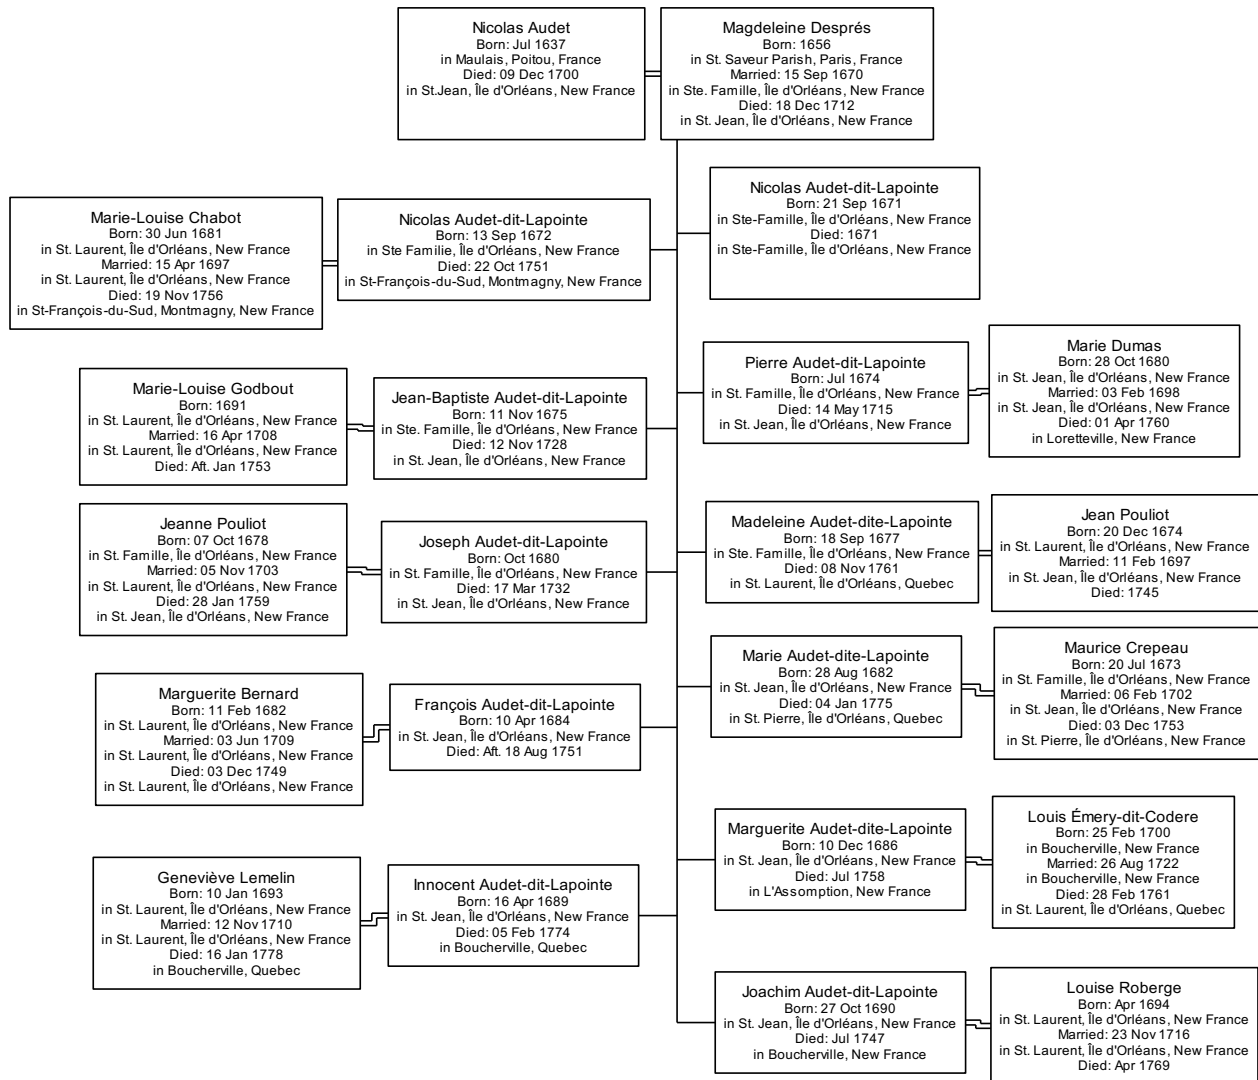 Nicolas Audet
Born: Jul 1637
in Maulais, Poitou, France
Died: 09 Dec 1700
in St.Jean, Île d'Orléans, New France
Magdeleine Després
Born: 1656
in St. Saveur Parish, Paris, France
Married: 15 Sep 1670
in Ste. Famille, Île d'Orléans, New France
Died: 18 Dec 1712
in St. Jean, Île d'Orléans, New France
Nicolas Audet-dit-Lapointe
Born: 21 Sep 1671
in Ste-Famille, Île d'Orléans, New France
Died: 1671
in Ste-Famille, Île d'Orléans, New France
Marie-Louise Chabot
Born: 30 Jun 1681
in St. Laurent, Île d'Orléans, New France
Married: 15 Apr 1697
in St. Laurent, Île d'Orléans, New France
Died: 19 Nov 1756
in St-François-du-Sud, Montmagny, New France
Nicolas Audet-dit-Lapointe
Born: 13 Sep 1672
in Ste Familie, Île d'Orléans, New France
Died: 22 Oct 1751
in St-François-du-Sud, Montmagny, New France
Pierre Audet-dit-Lapointe
Born: Jul 1674
in St. Famille, Île d'Orléans, New France
Died: 14 May 1715
in St. Jean, Île d'Orléans, New France
Marie Dumas
Born: 28 Oct 1680
in St. Jean, Île d'Orléans, New France
Married: 03 Feb 1698
in St. Jean, Île d'Orléans, New France
Died: 01 Apr 1760
in Loretteville, New France
Marie-Louise Godbout
Born: 1691
in St. Laurent, Île d'Orléans, New France
Married: 16 Apr 1708
in St. Laurent, Île d'Orléans, New France
Died: Aft. Jan 1753
Jean-Baptiste Audet-dit-Lapointe
Born: 11 Nov 1675
in Ste. Famille, Île d'Orléans, New France
Died: 12 Nov 1728
in St. Jean, Île d'Orléans, New France
Madeleine Audet-dite-Lapointe
Born: 18 Sep 1677
in Ste. Famille, Île d'Orléans, New France
Died: 08 Nov 1761
in St. Laurent, Île d'Orléans, Quebec
Jean Pouliot
Born: 20 Dec 1674
in St. Laurent, Île d'Orléans, New France
Married: 11 Feb 1697
in St. Jean, Île d'Orléans, New France
Died: 1745
Jeanne Pouliot
Born: 07 Oct 1678
in St. Famille, Île d'Orléans, New France
Married: 05 Nov 1703
in St. Laurent, Île d'Orléans, New France
Died: 28 Jan 1759
in St. Jean, Île d'Orléans, New France
Joseph Audet-dit-Lapointe
Born: Oct 1680
in St. Famille, Île d'Orléans, New France
Died: 17 Mar 1732
in St. Jean, Île d'Orléans, New France
Marie Audet-dite-Lapointe
Born: 28 Aug 1682
in St. Jean, Île d'Orléans, New France
Died: 04 Jan 1775
in St. Pierre, Île d'Orléans, Quebec
Maurice Crepeau
Born: 20 Jul 1673
in St. Famille, Île d'Orléans, New France
Married: 06 Feb 1702
in St. Jean, Île d'Orléans, New France
Died: 03 Dec 1753
in St. Pierre, Île d'Orléans, New France
Marguerite Bernard
Born: 11 Feb 1682
in St. Laurent, Île d'Orléans, New France
Married: 03 Jun 1709
in St. Laurent, Île d'Orléans, New France
Died: 03 Dec 1749
in St. Laurent, Île d'Orléans, New France
François Audet-dit-Lapointe
Born: 10 Apr 1684
in St. Jean, Île d'Orléans, New France
Died: Aft. 18 Aug 1751
Marguerite Audet-dite-Lapointe
Born: 10 Dec 1686
in St. Jean, Île d'Orléans, New France
Died: Jul 1758
in L'Assomption, New France
Louis Émery-dit-Codere
Born: 25 Feb 1700
in Boucherville, New France
Married: 26 Aug 1722
in Boucherville, New France
Died: 28 Feb 1761
in St. Laurent, Île d'Orléans, Quebec
Geneviève Lemelin
Born: 10 Jan 1693
in St. Laurent, Île d'Orléans, New France
Married: 12 Nov 1710
in St. Laurent, Île d'Orléans, New France
Died: 16 Jan 1778
in Boucherville, Quebec
Innocent Audet-dit-Lapointe
Born: 16 Apr 1689
in St. Jean, Île d'Orléans, New France
Died: 05 Feb 1774
in Boucherville, Quebec
Joachim Audet-dit-Lapointe
Born: 27 Oct 1690
in St. Jean, Île d'Orléans, New France
Died: Jul 1747
in Boucherville, New France
Louise Roberge
Born: Apr 1694
in St. Laurent, Île d'Orléans, New France
Married: 23 Nov 1716
in St. Laurent, Île d'Orléans, New France
Died: Apr 1769